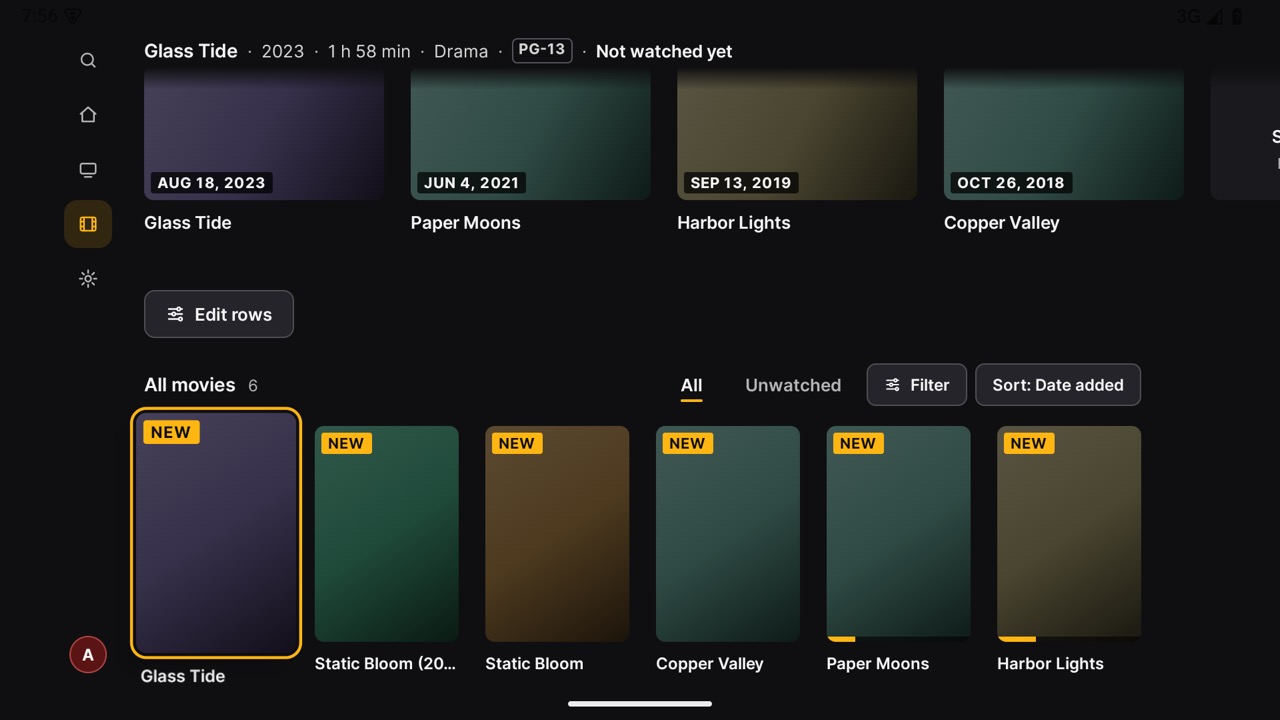 7:56
3G
Glass Tide · 2023 · 1 h 58 min · Drama · PG-13 · Not watched yet
AUG 18, 2023
JUN 4, 2021
SEP 13, 2019
OCT 26, 2018
Glass Tide
Paper Moons
Harbor Lights
Copper Valley
Edit rows
All movies 6
All
Unwatched
Filter
Sort: Date added
NEW
NEW
NEW
NEW
NEW
NEW
Glass Tide
Static Bloom (20…
Static Bloom
Copper Valley
Paper Moons
Harbor Lights
A